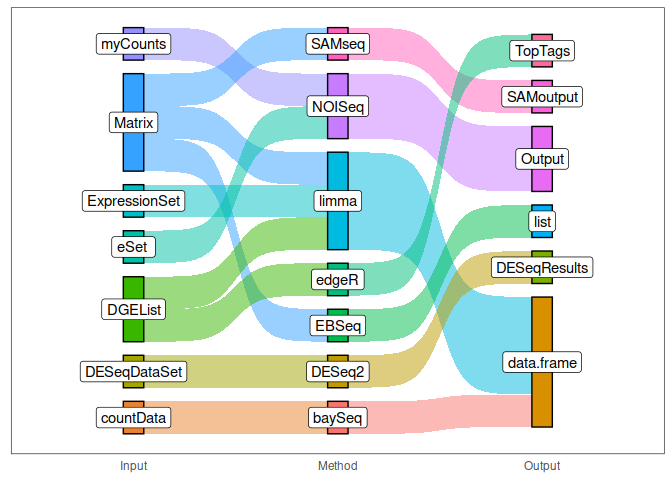 myCounts
Matrix
ExpressionSet
eSet
DGEList
DESeqDataSet
countData
SAMseq
NOISeq
limma
edgeR
EBSeq
DESeq2
baySeq
TopTags
SAMoutput
Output
list
DESeqResults
data.frame
Input
Method
Output